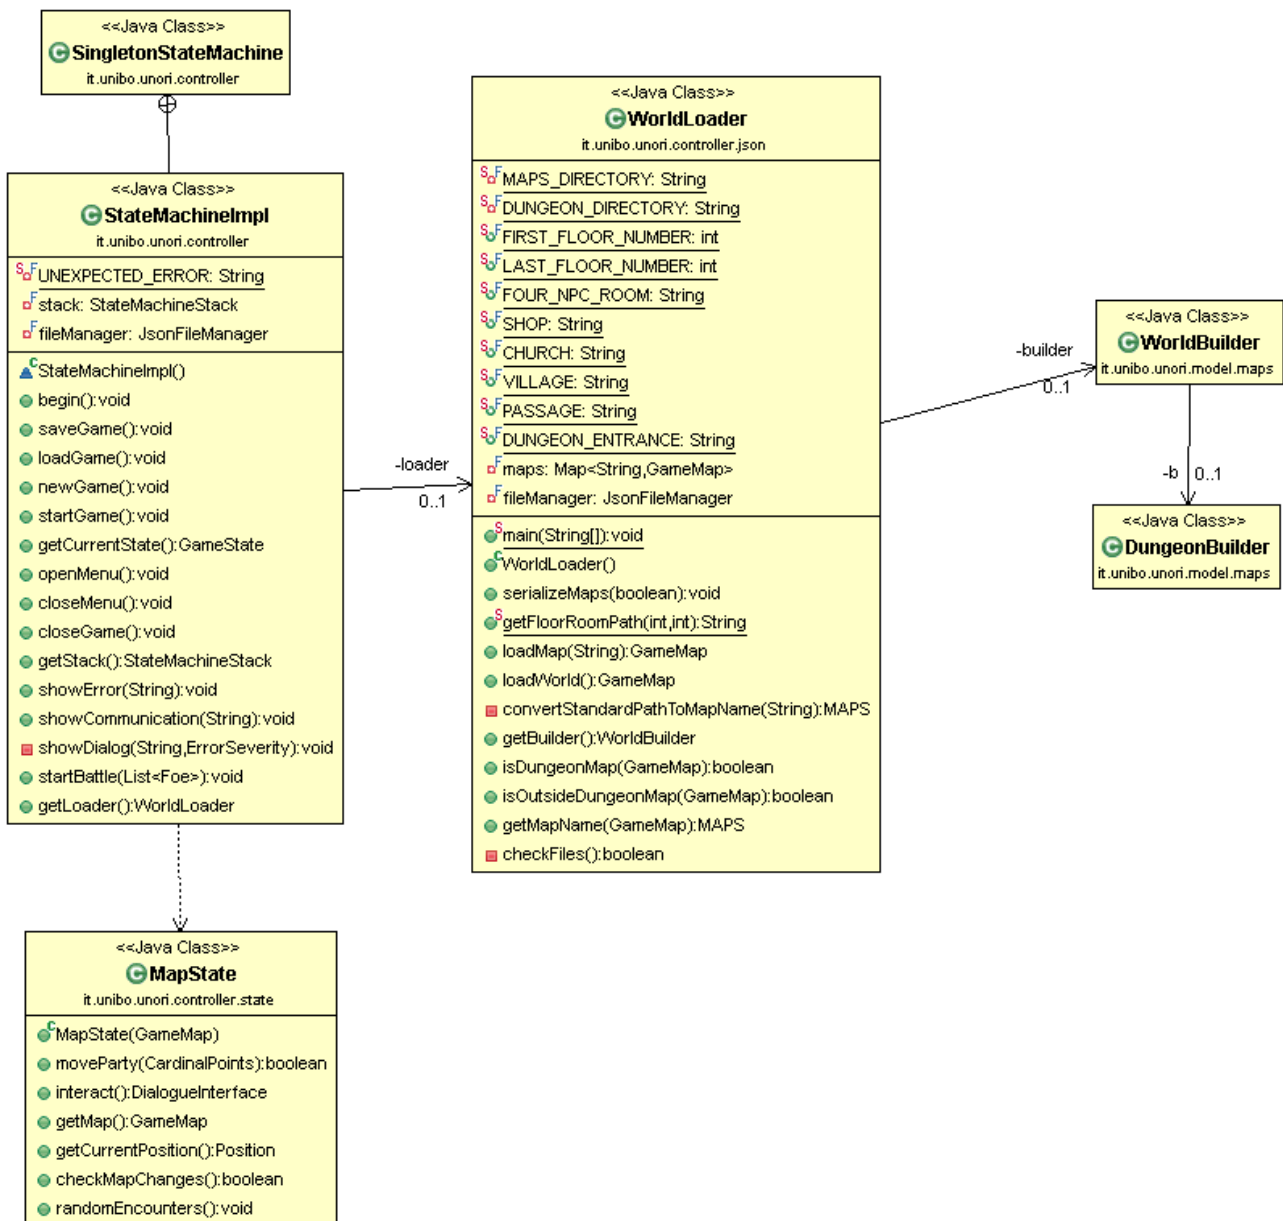 <<Java Class>>
SingletonStateMachine
it.unibo.unori.controller
<<Java Class>>
StateMachineImpl
it.unibo.unori.controller
UNEXPECTED_ERROR: String
stack: StateMachineStack
fileManager: JsonFileManager
StateMachineImpl()
begin():void
saveGame():void
loadGame():void
newGame():void
startGame():void
getCurrentState():GameState
openMenu():void
closeMenu():void
closeGame():void
getStack():StateMachineStack
showError(String):void
showCommunication(String):void
showDialog(String,ErrorSeverity):void
startBattle(List<Foe>):void
getLoader():WorldLoader
-loader
0..1
<<Java Class>>
WorldLoader
it.unibo.unori.controller.json
MAPS_DIRECTORY: String
DUNGEON_DIRECTORY: String
FIRST_FLOOR_NUMBER: int
LAST_FLOOR_NUMBER: int
FOUR_NPC_ROOM: String
SHOP: String
CHURCH: String
VILLAGE: String
PASSAGE: String
DUNGEON_ENTRANCE: String
maps: Map<String,GameMap>
fileManager: JsonFileManager
main(String[]):void
WorldLoader()
serializeMaps(boolean):void
getFloorRoomPath(int,int):String
loadMap(String):GameMap
loadWorld():GameMap
convertStandardPathToMapName(String):MAPS
getBuilder():WorldBuilder
isDungeonMap(GameMap):boolean
isOutsideDungeonMap(GameMap):boolean
getMapName(GameMap):MAPS
checkFiles():boolean
-builder
0..1
<<Java Class>>
WorldBuilder
it.unibo.unori.model.maps
-b 0..1
<<Java Class>>
DungeonBuilder
it.unibo.unori.model.maps
<<Java Class>>
MapState
it.unibo.unori.controller.state
MapState(GameMap)
moveParty(CardinalPoints):boolean
interact():DialogueInterface
getMap():GameMap
getCurrentPosition():Position
checkMapChanges():boolean
randomEncounters():void